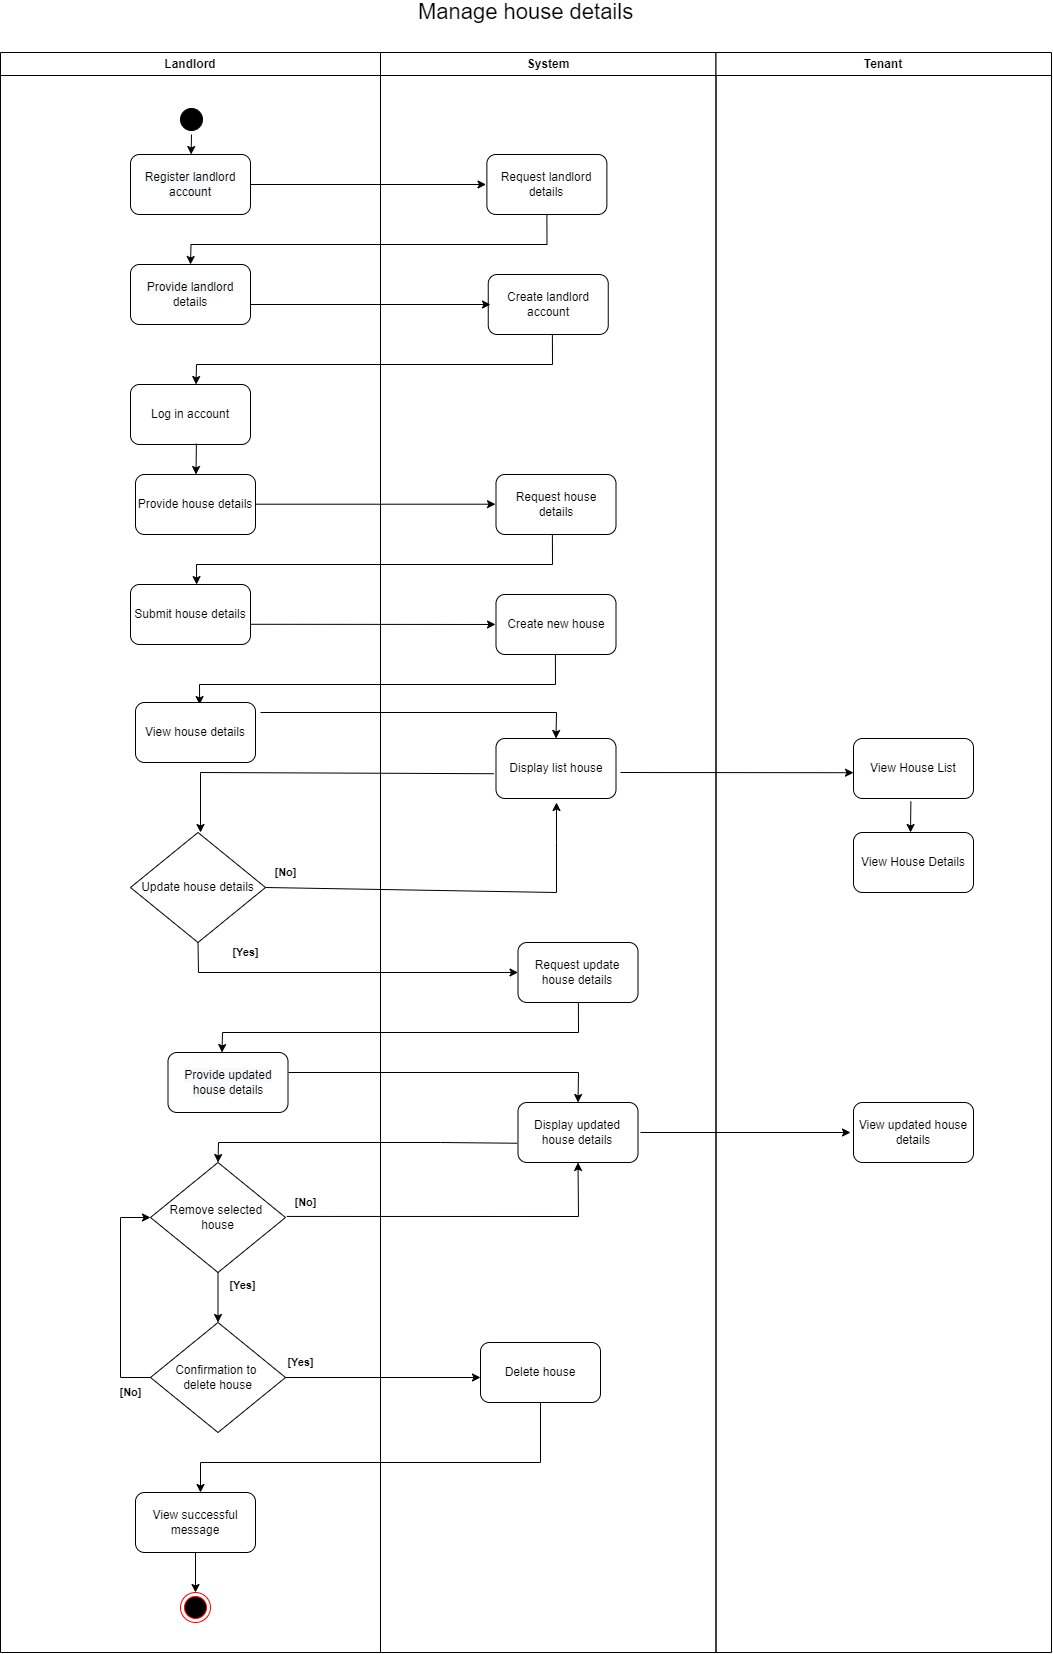 Manage house details
Landlord
System
Tenant
Register landlord
account
Request landlord
details
Provide landlord
details
Create landlord
account
Log in account
Provide house details
Request house
details
Submit house details
Create new house
View house details
Display list house
View House List
Update house details
[No]
View House Details
[Yes]
Request update
house details
Provide updated
house details
Display updated
house details
View updated house
details
Remove selected
house
[No]
[Yes]
Confirmation to
delete house
[Yes]
[No]
Delete house
View successful
message